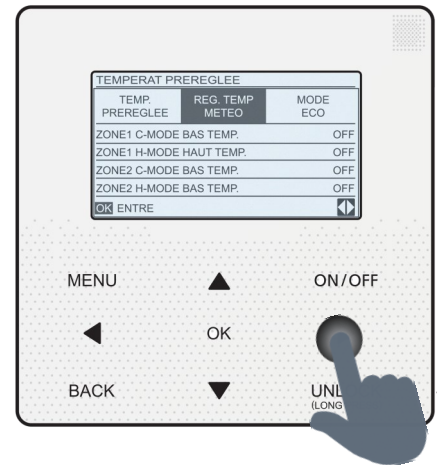 TEMPERAT PREREGLEE
TEMP. PREREGLEE
REG. TEMP METEO
MODE ECO
ZONE1 C-MODE BAS TEMP. OFF
ZONE1 H-MODE HAUT TEMP. OFF
ZONE2 C-MODE BAS TEMP. OFF
ZONE2 H-MODE BAS TEMP. OFF
OK ENTRE
MENU
ON/OFF
OK
BACK
(LONG